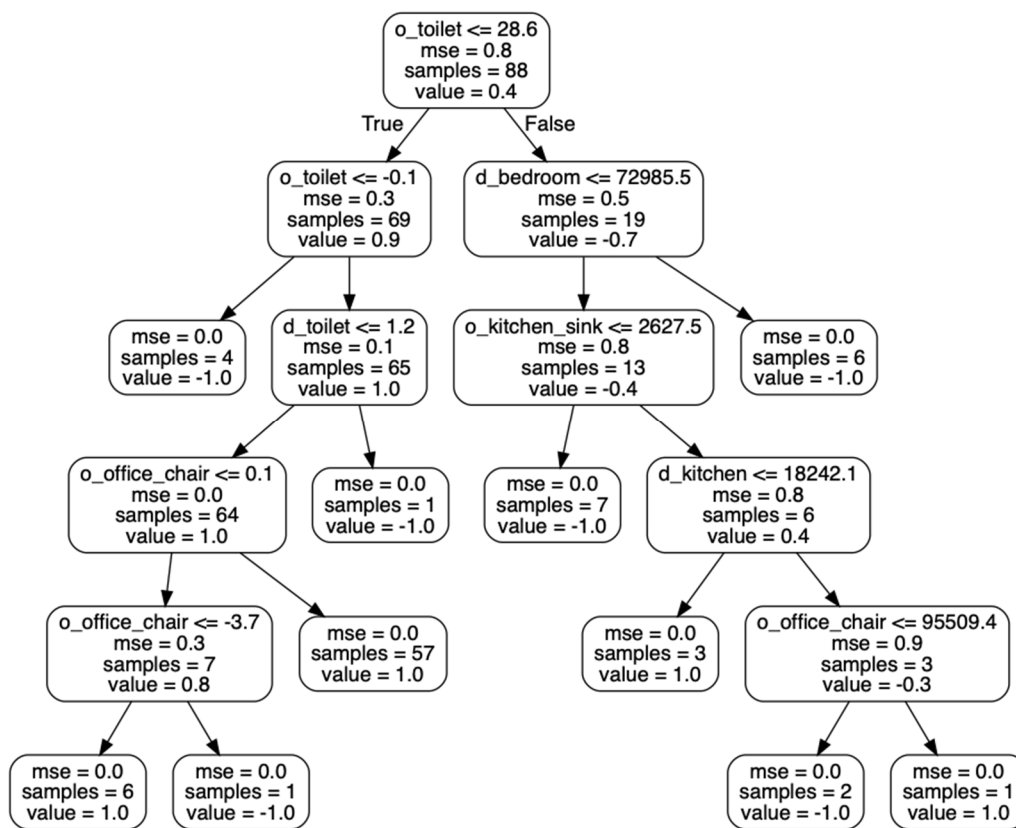 o_toilet <= 28.6
mse = 0.8
samples = 88
value = 0.4
True
False
o_toilet <= -0.1
mse = 0.3
samples = 69
value = 0.9
d_bedroom <= 72985.5
mse = 0.5
samples = 19
value = -0.7
mse = 0.0
samples = 4
value = -1.0
d_toilet <= 1.2
mse = 0.1
samples = 65
value = 1.0
o_kitchen_sink <= 2627.5
mse = 0.8
samples = 13
value = -0.4
mse = 0.0
samples = 6
value = -1.0
o_office_chair <= 0.1
mse = 0.0
samples = 64
value = 1.0
mse = 0.0
samples = 1
value = -1.0
mse = 0.0
samples = 7
value = -1.0
d_kitchen <= 18242.1
mse = 0.8
samples = 6
value = 0.4
o_office_chair <= -3.7
mse = 0.3
samples = 7
value = 0.8
mse = 0.0
samples = 57
value = 1.0
mse = 0.0
samples = 3
value = 1.0
o_office_chair <= 95509.4
mse = 0.9
samples = 3
value = -0.3
mse = 0.0
samples = 6
value = 1.0
mse = 0.0
samples = 1
value = -1.0
mse = 0.0
samples = 2
value = -1.0
mse = 0.0
samples = 1
value = 1.0